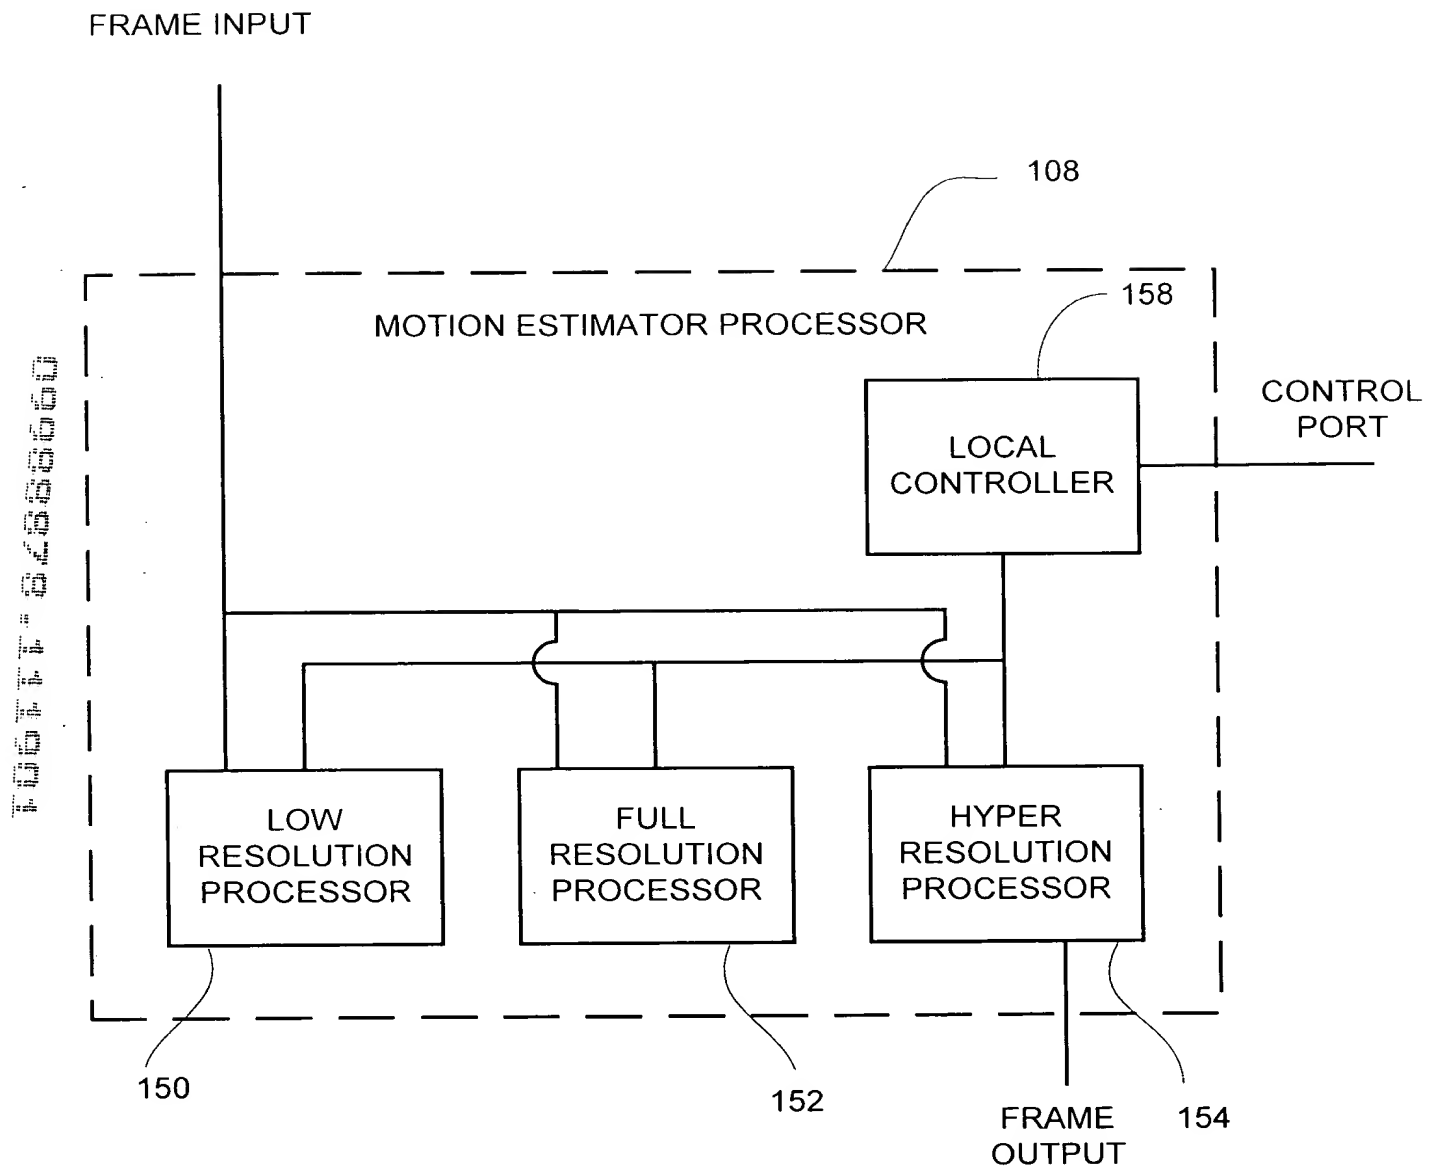 FRAME INPUT
108
158
MOTION ESTIMATOR PROCESSOR
CONTROL
PORT
LOCAL
CONTROLLER
LOW
RESOLUTION
PROCESSOR
FULL
RESOLUTION
PROCESSOR
HYPER
RESOLUTION
PROCESSOR
150
152
154
FRAME
OUTPUT